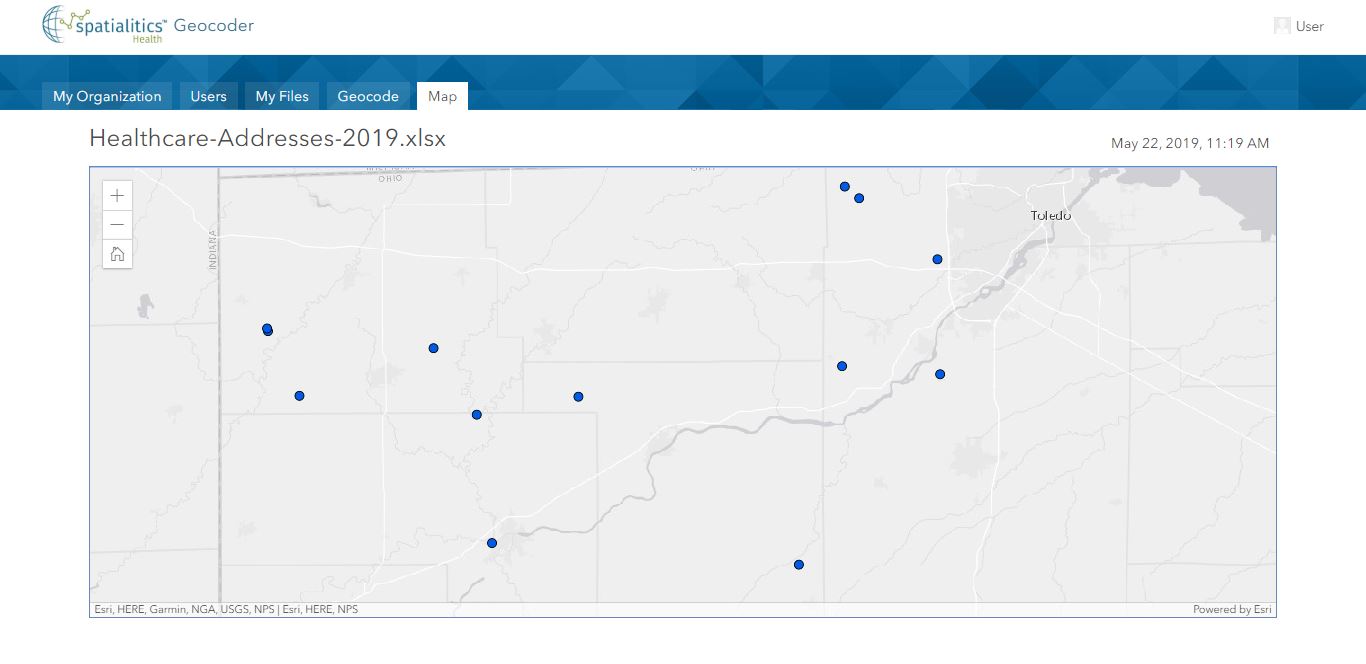 spatialitics™ Geocoder
Health
User
My Organization Users My Files Geocode Map
Healthcare-Addresses-2019.xlsx
May 22, 2019, 11:19 AM
OHIO
Toledo
INDIANA
Esri, HERE, Garmin, NGA, USGS, NPS | Esri, HERE, NPS
Powered by Esri